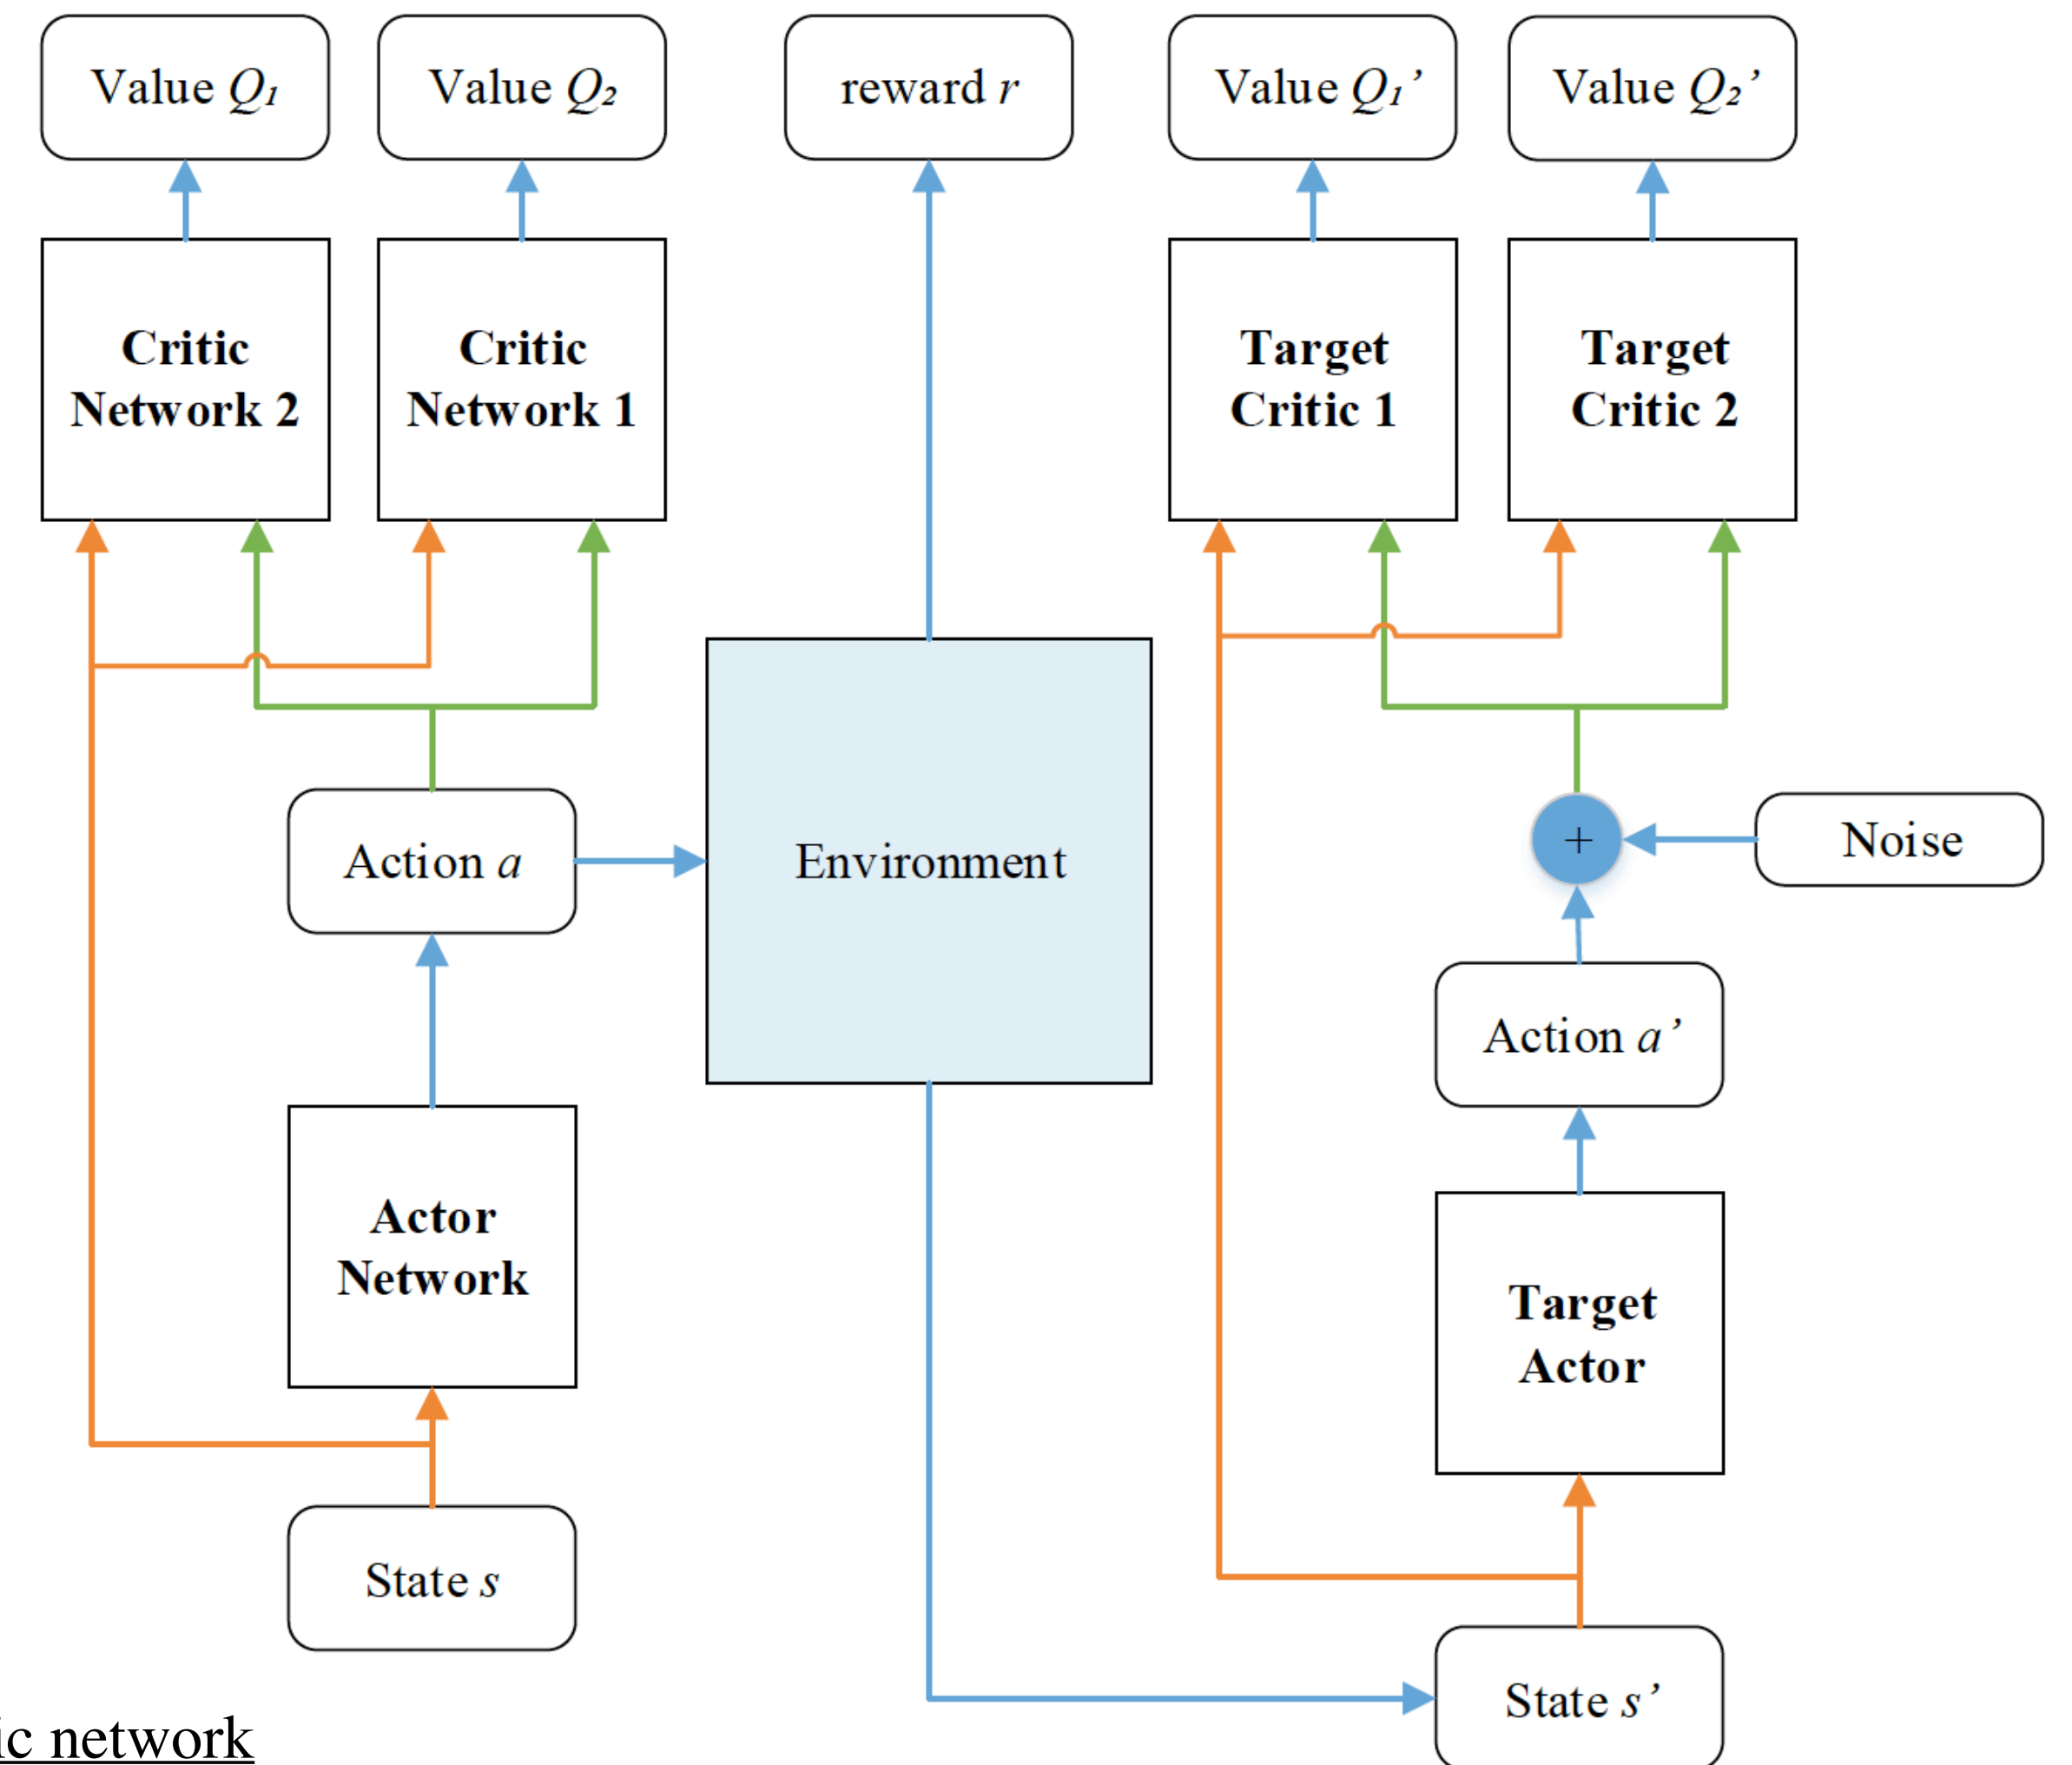 Value Q₁
Value Q₂
reward r
Value Q₁’
Value Q₂’
Critic
Network 2
Critic
Network 1
Target
Critic 1
Target
Critic 2
Action a
Environment
+
Noise
Action a’
Actor
Network
Target
Actor
State s
State s’
network